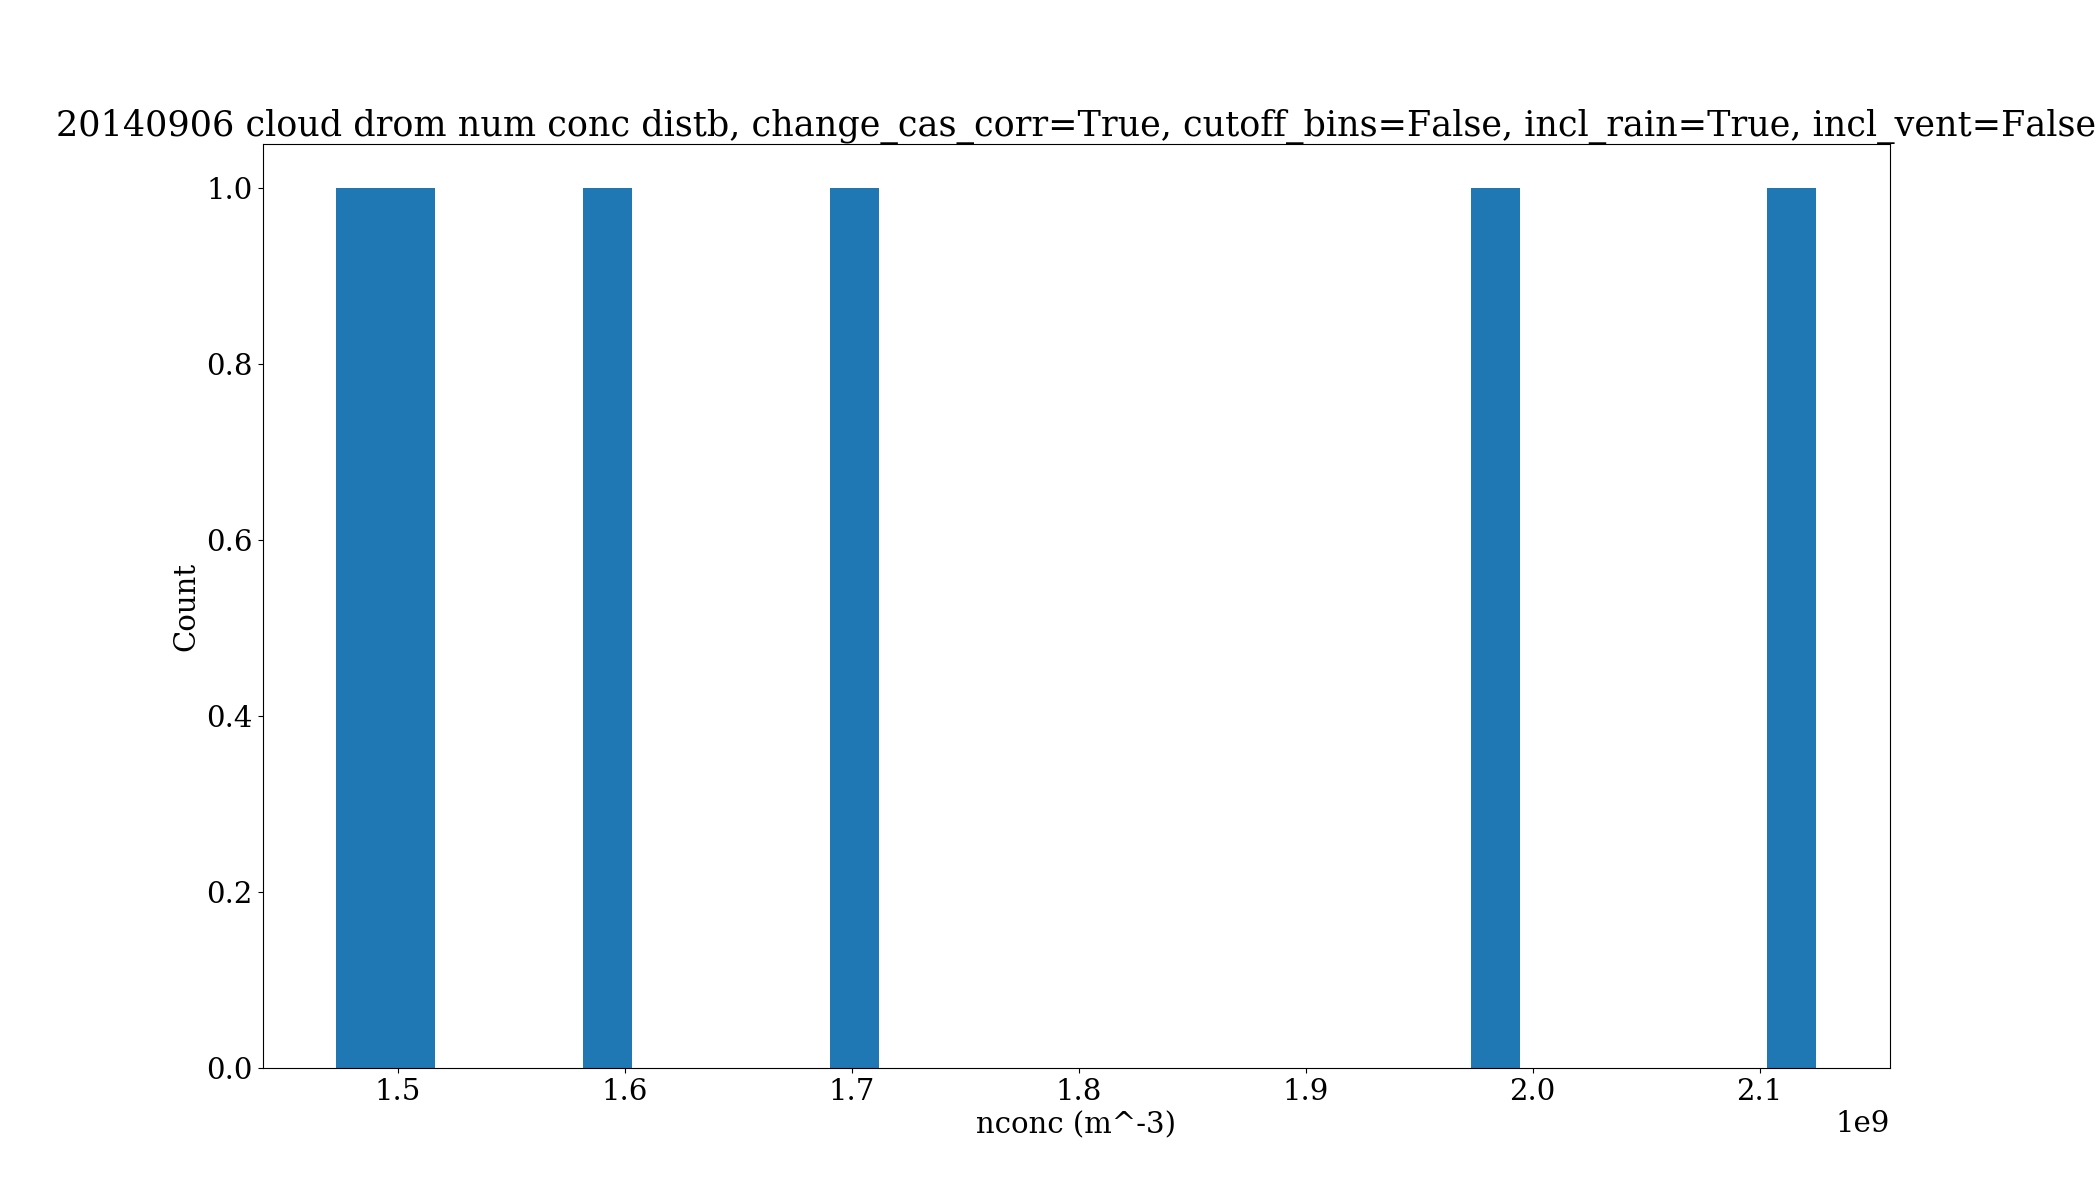 20140906 cloud drom num conc distb, change_cas_corr=True, cutoff_bins=False, incl_rain=True, incl_vent=False
1.0
0.8
0.6
0.4
0.2
0.0
Count
1.5 1.6 1.7 1.8 1.9 2.0 2.1
nconc (m^-3)
1e9